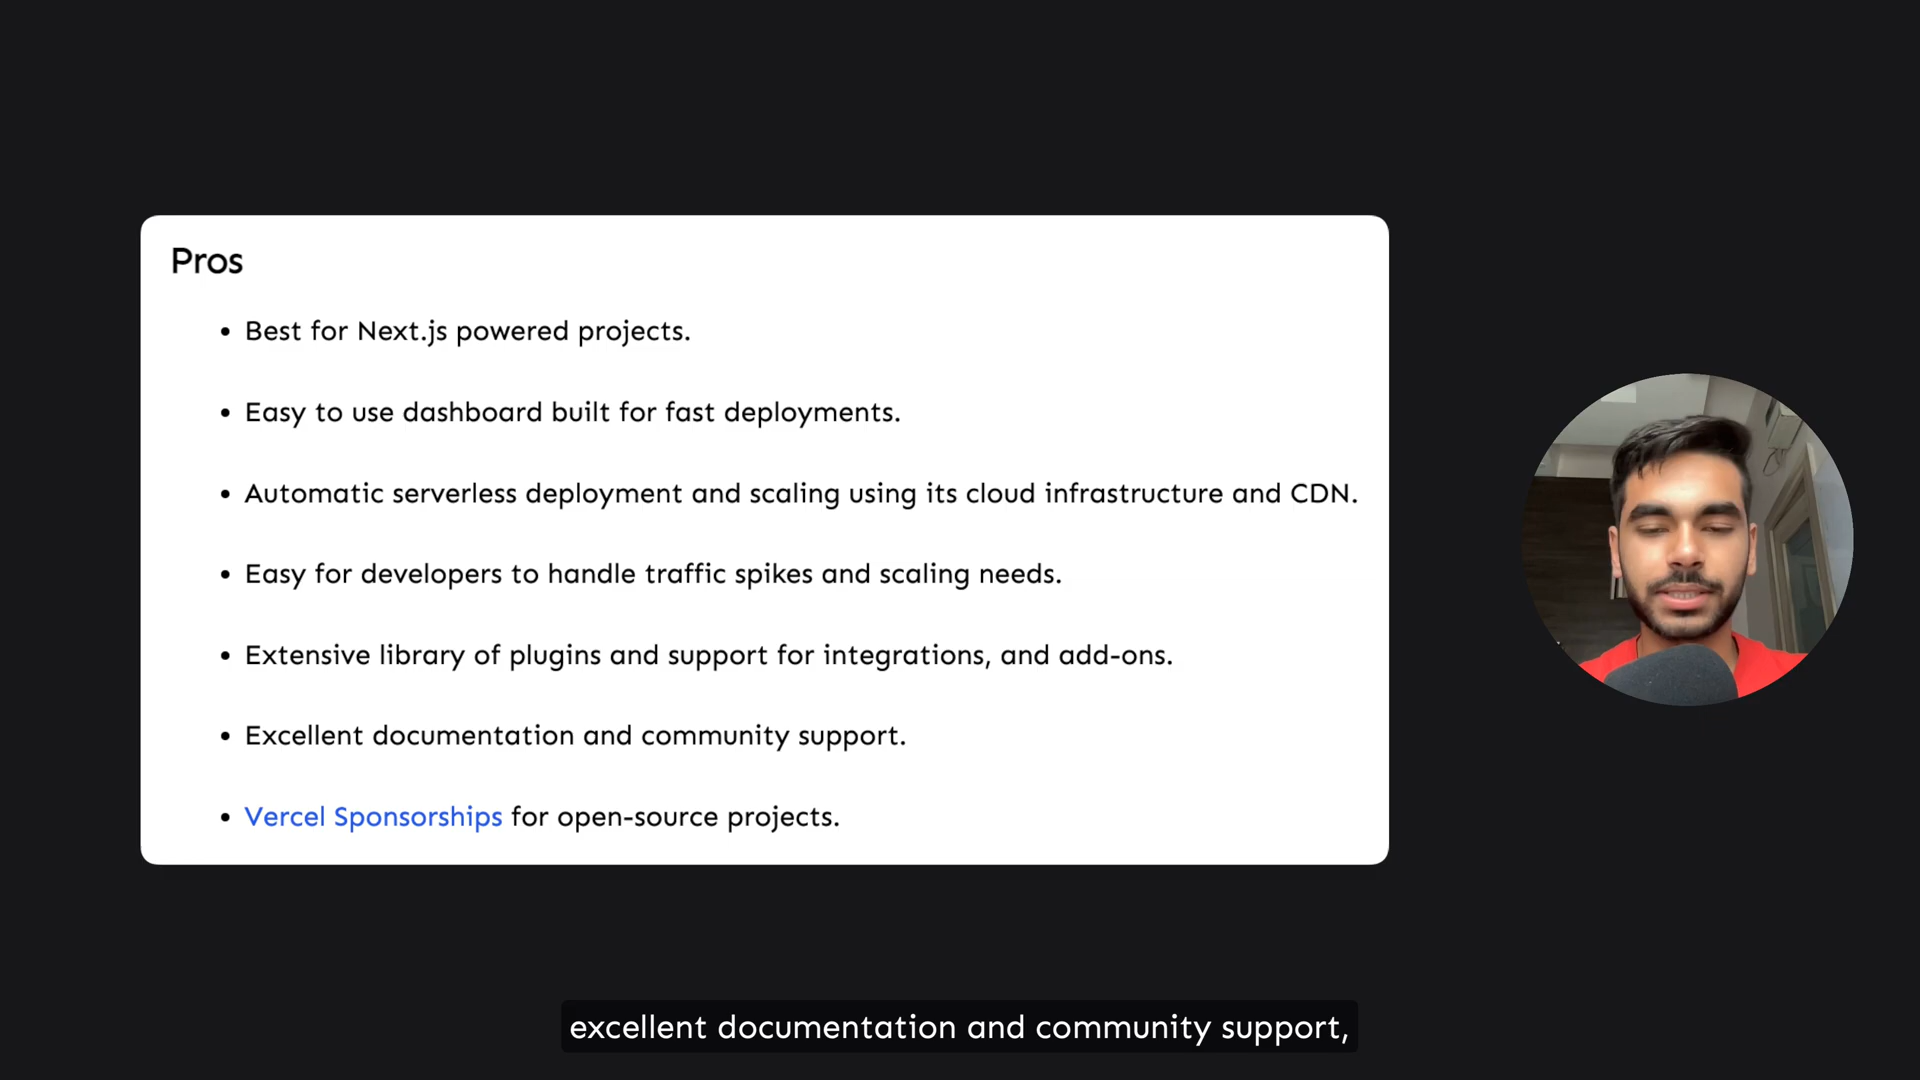 Pros
• Best for Next.js powered projects.
• Easy to use dashboard built for fast deployments.
• Automatic serverless deployment and scaling using its cloud infrastructure and CDN.
• Easy for developers to handle traffic spikes and scaling needs.
• Extensive library of plugins and support for integrations, and add-ons.
• Excellent documentation and community support.
• Vercel Sponsorships for open-source projects.
excellent documentation and community support,